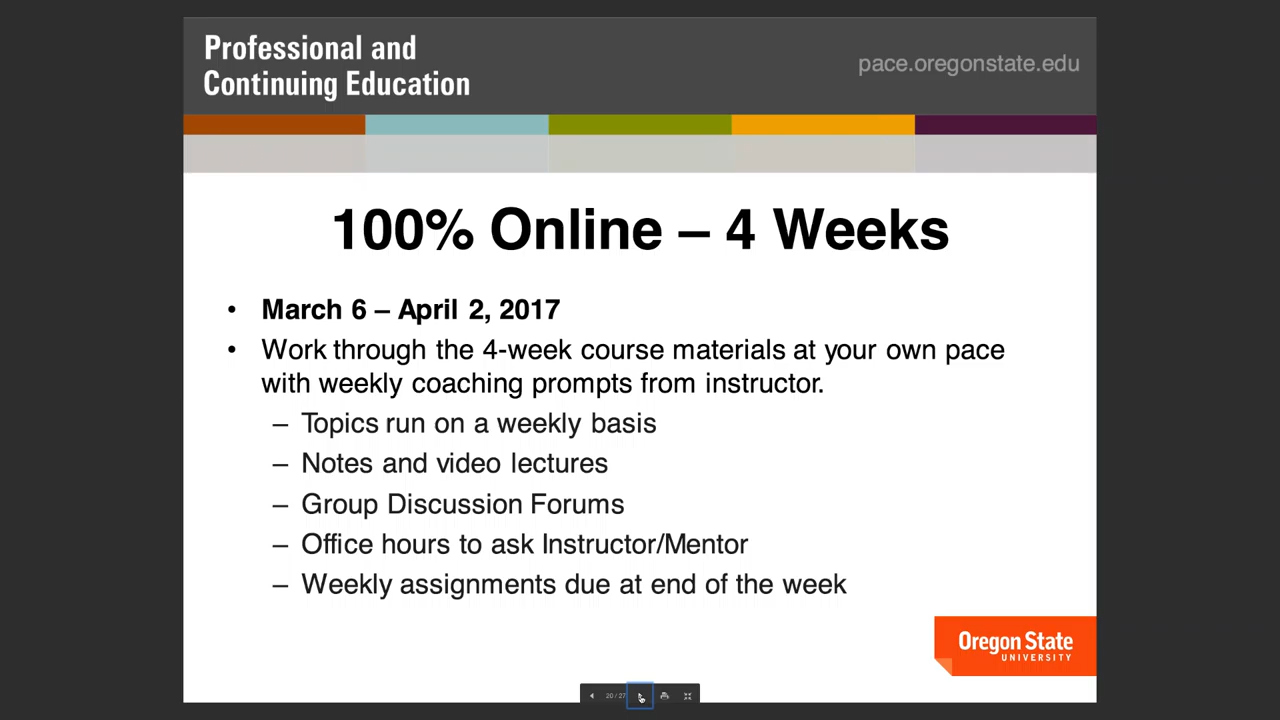 Professional and
Continuing Education
pace.oregonstate.edu
100% Online – 4 Weeks
• March 6 – April 2, 2017
• Work through the 4-week course materials at your own pace
with weekly coaching prompts from instructor.
– Topics run on a weekly basis
– Notes and video lectures
– Group Discussion Forums
– Office hours to ask Instructor/Mentor
– Weekly assignments due at end of the week
Oregon State
UNIVERSITY
20 / 27